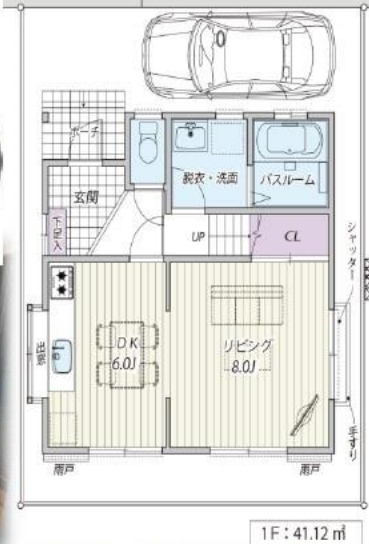 ポーチ
玄関
下足入
脱衣・洗面
バスルーム
UP
CL
シャッター
出窓
DK
6.0J
リビング
8.0J
手すり
雨戸
雨戸
1F：41.12㎡